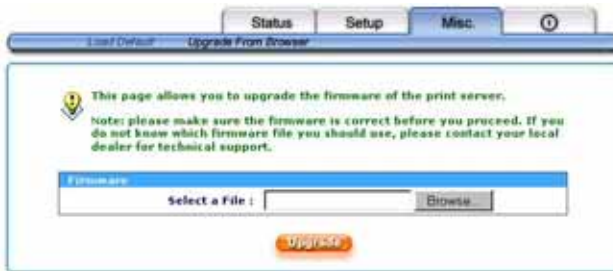 Status Setup Misc.
Load Default Upgrade From Browser
This page allows you to upgrade the firmware of the print server.
Note: please make sure the firmware is correct before you proceed. If you
do not know which firmware file you should use, please contact your local
dealer for technical support.
Firmware
Select a File : Browse...
Upgrade